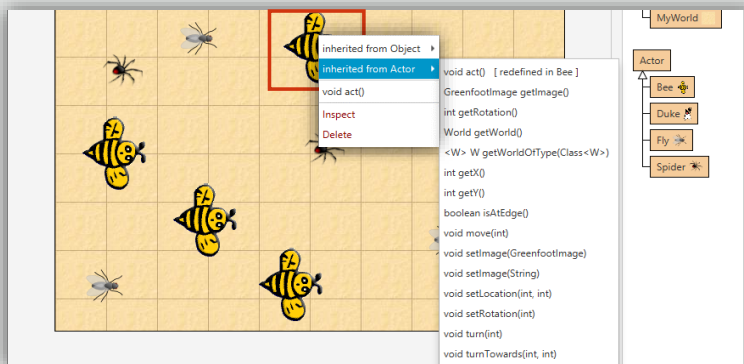 MyWorld
Actor
Bee
Duke
Fly
Spider
inherited from Object
inherited from Actor
void act()
Inspect
Delete
void act() [ redefined in Bee ]
GreenfootImage getImage()
int getRotation()
World getWorld()
<W> W getWorldOfType(Class<W>)
int getX()
int getY()
boolean isAtEdge()
void move(int)
void setImage(GreenfootImage)
void setImage(String)
void setLocation(int, int)
void setRotation(int)
void turn(int)
void turnTowards(int, int)